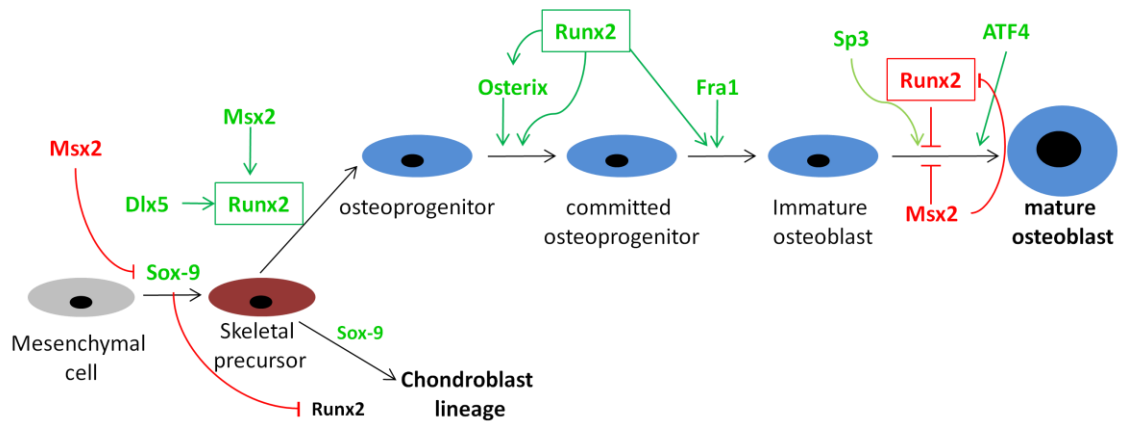 Runx2
Sp3
ATF4
Osterix
Fra1
Runx2
Msx2
Msx2
Dlx5
Runx2
osteoprogenitor
committed
osteoprogenitor
Immature
osteoblast
Msx2
mature
osteoblast
Sox-9
Mesenchymal
cell
Skeletal
precursor
Sox-9
Chondroblast
lineage
Runx2